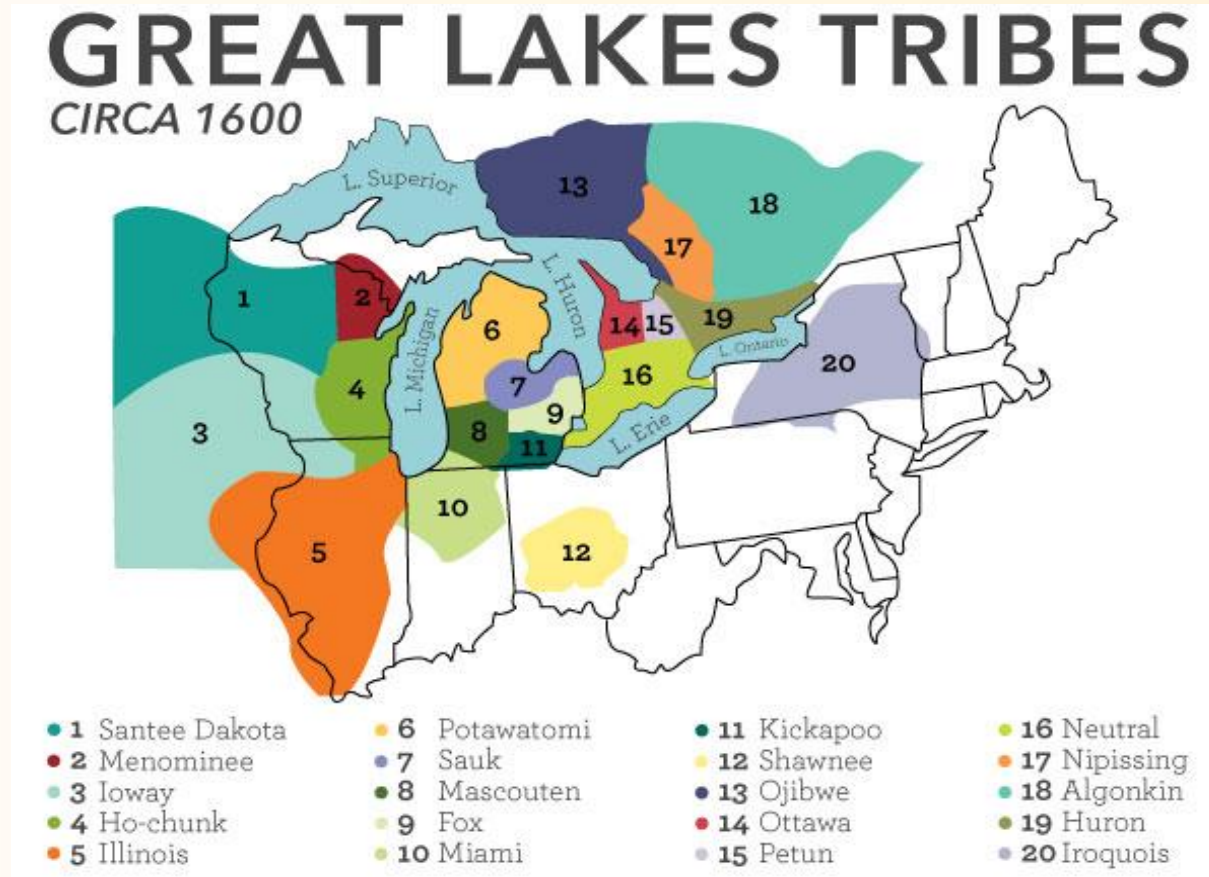 GREAT LAKES TRIBES
CIRCA 1600
L. Superior
L. Michigan
L. Huron
L. Ontario
L. Erie
1
2
3
4
5
6
7
8
9
10
11
12
13
14
15
16
17
18
19
20
1 Santee Dakota
2 Menominee
3 Ioway
4 Ho-chunk
5 Illinois
6 Potawatomi
7 Sauk
8 Mascouten
9 Fox
10 Miami
11 Kickapoo
12 Shawnee
13 Ojibwe
14 Ottawa
15 Petun
16 Neutral
17 Nipissing
18 Algonkin
19 Huron
20 Iroquois